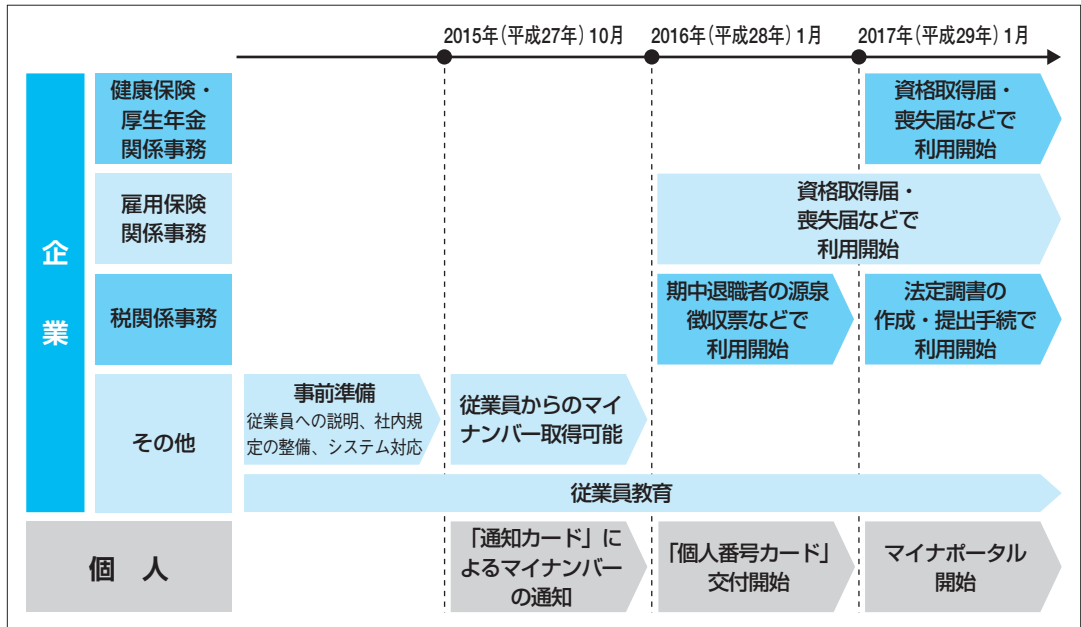 2015年(平成27年)10月
2016年(平成28年)1月
2017年(平成29年)1月
企業
健康保険・
厚生年金
関係事務
資格取得届・
喪失届などで
利用開始
雇用保険
関係事務
資格取得届・
喪失届などで
利用開始
税関係事務
期中退職者の源泉
徴収票などで
利用開始
法定調書の
作成・提出手続で
利用開始
その他
事前準備
従業員への説明、社内規
定の整備、システム対応
従業員からのマイ
ナンバー取得可能
従業員教育
個 人
「通知カード」に
よるマイナンバー
の通知
「個人番号カード」
交付開始
マイナポータル
開始